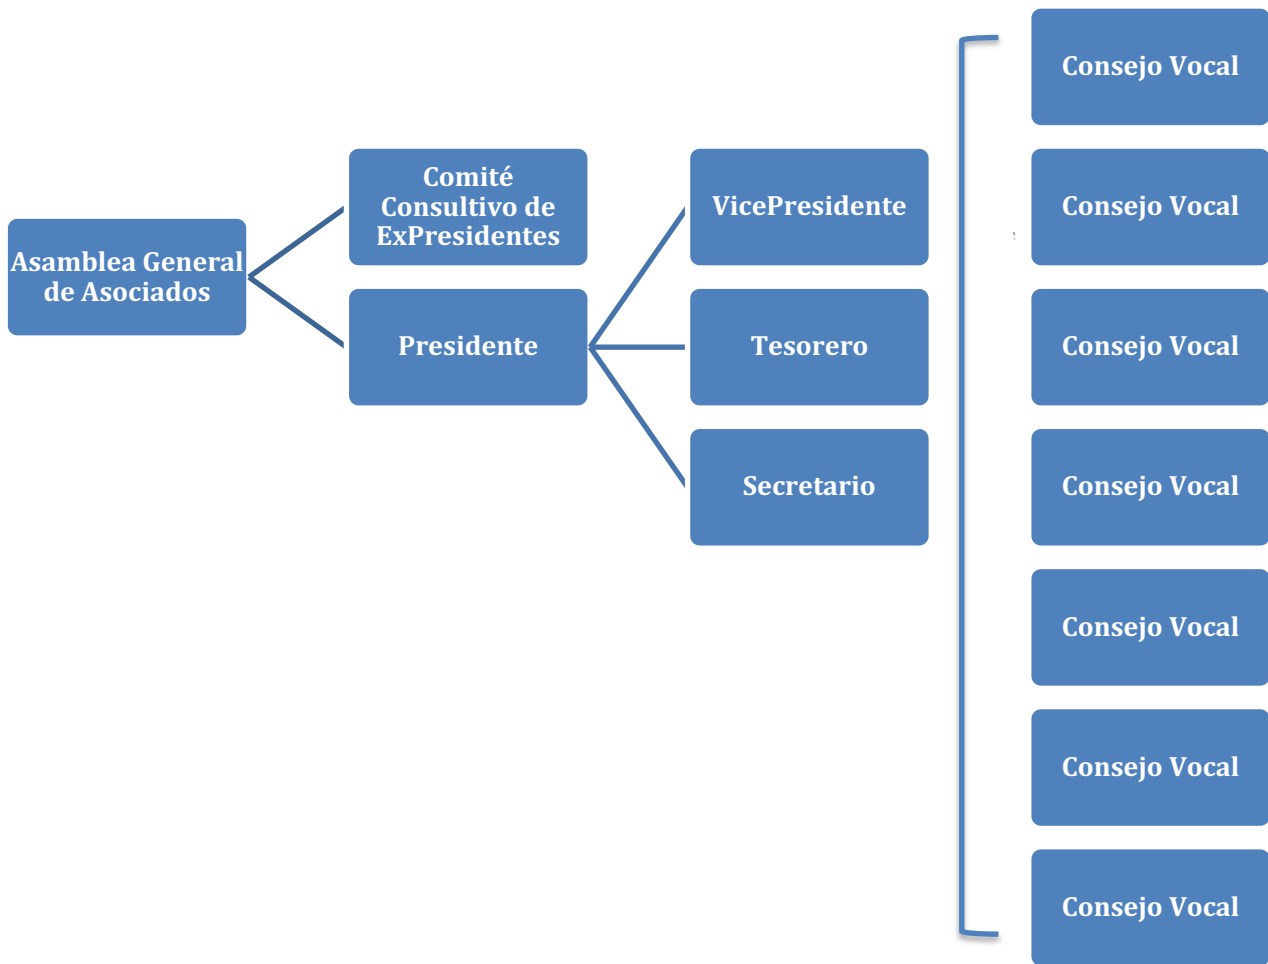 Asamblea General
de Asociados
Comité
Consultivo de
ExPresidentes
Presidente
VicePresidente
Tesorero
Secretario
Consejo Vocal
Consejo Vocal
Consejo Vocal
Consejo Vocal
Consejo Vocal
Consejo Vocal
Consejo Vocal